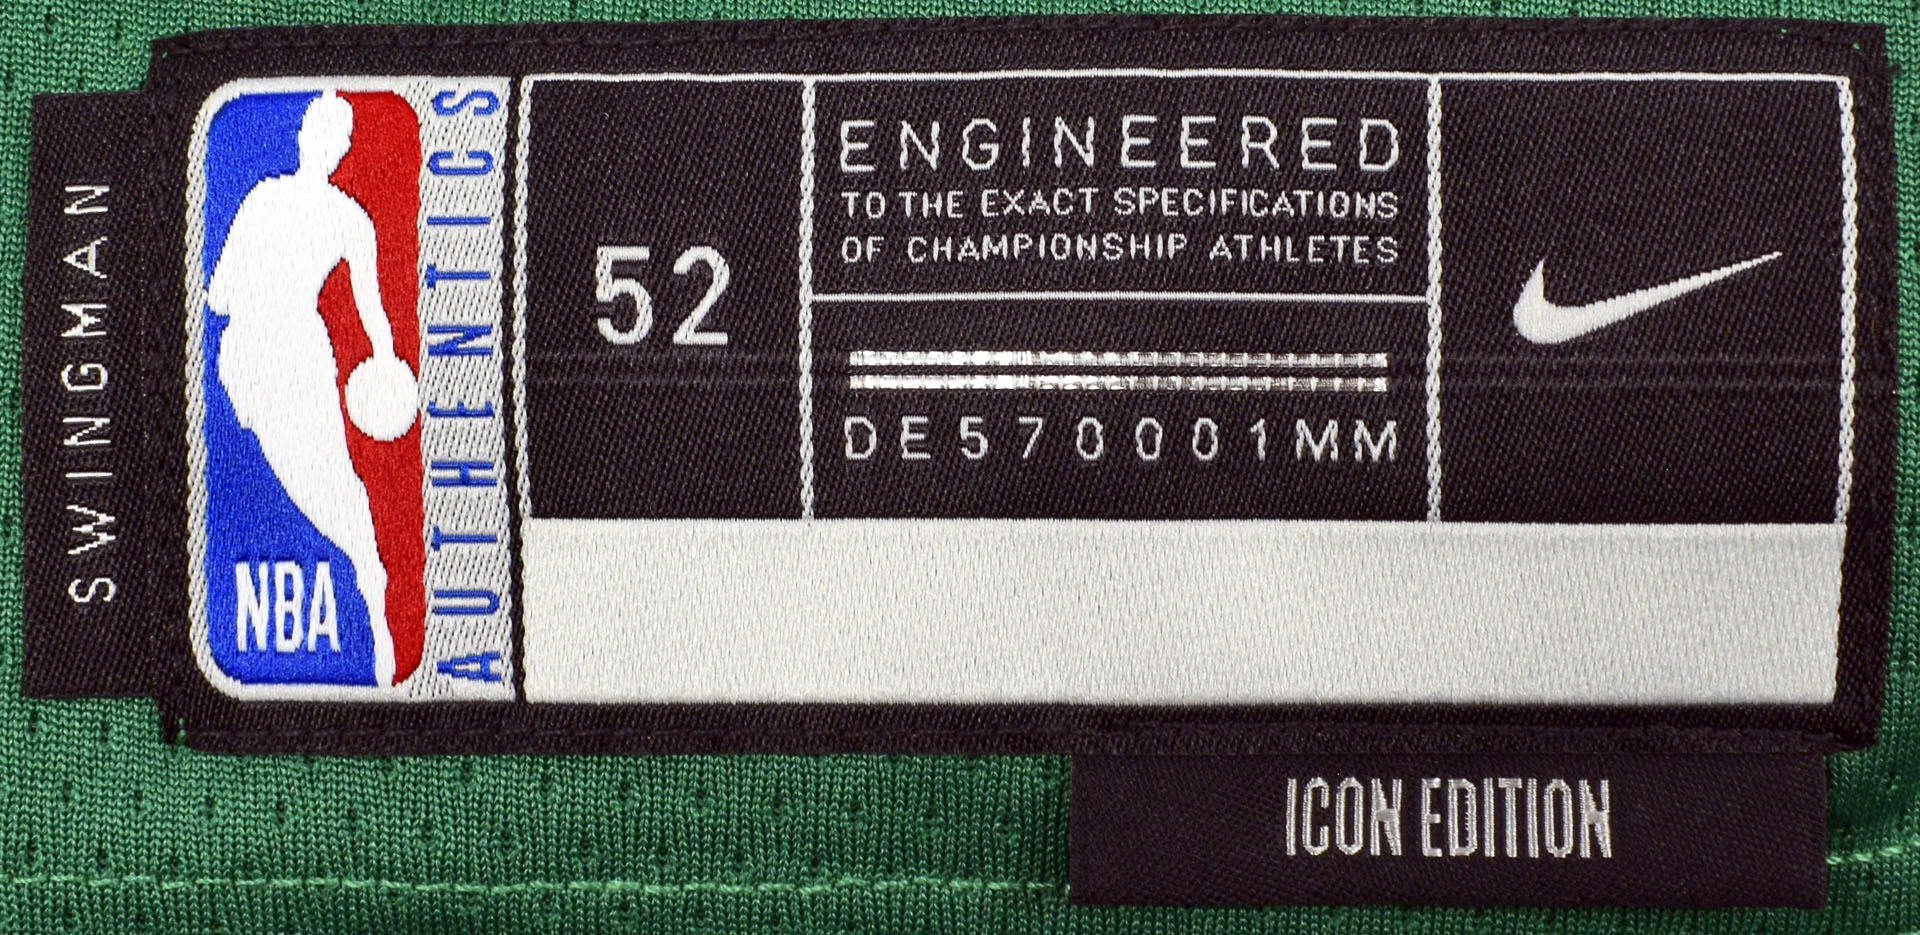 SWINGMAN
NBA
AUTHENTICS
52
ENGINEERED
TO THE EXACT SPECIFICATIONS
OF CHAMPIONSHIP ATHLETES
DE570001MM
ICON EDITION